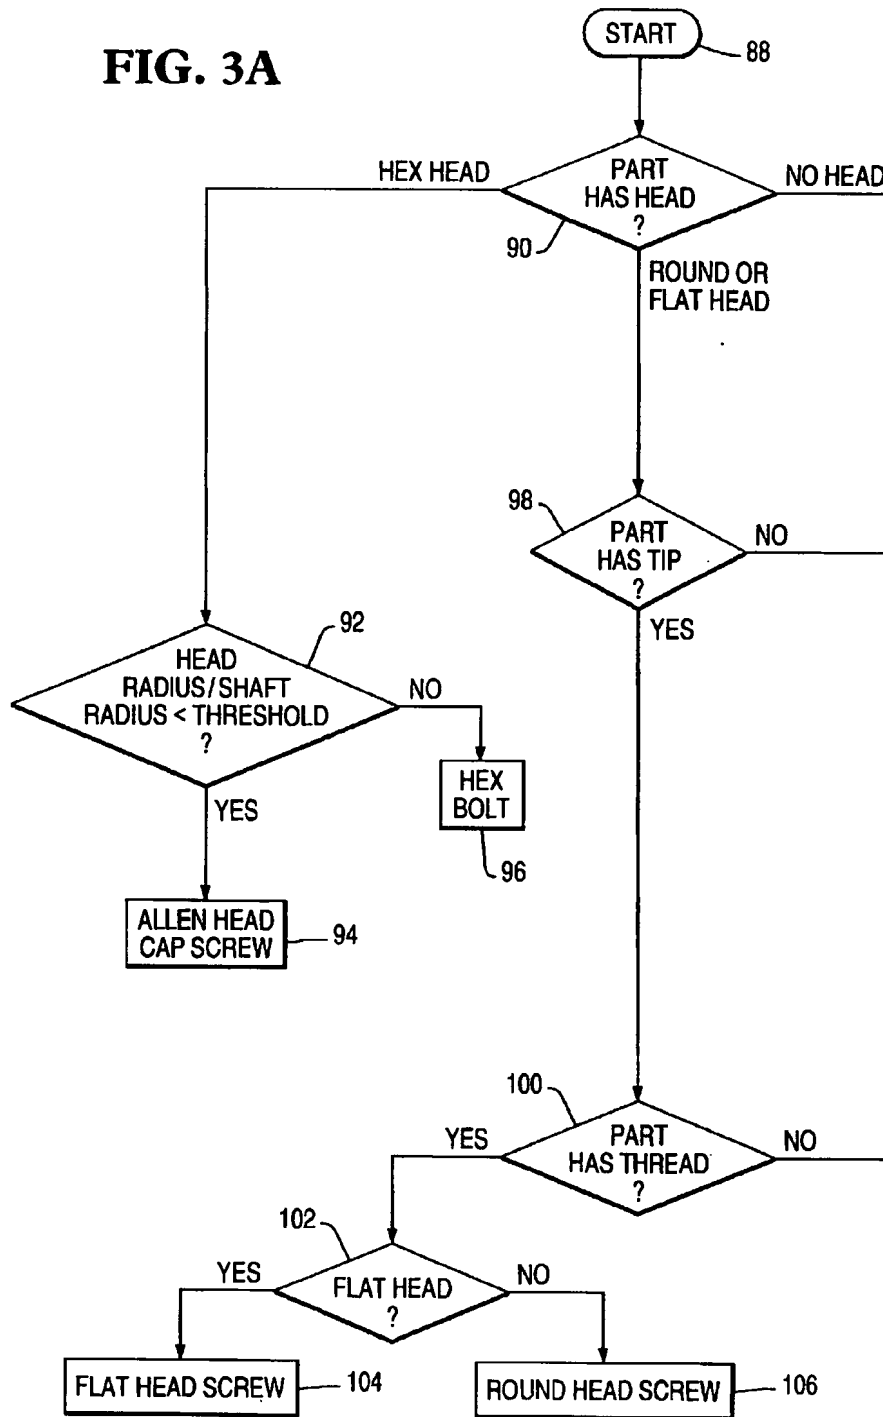 FIG. 3A
START
88
HEX HEAD
PART
HAS HEAD
?
NO HEAD
90
ROUND OR
FLAT HEAD
98
PART
HAS TIP
?
NO
YES
92
HEAD
RADIUS/SHAFT
RADIUS < THRESHOLD
?
NO
YES
HEX
BOLT
96
ALLEN HEAD
CAP SCREW
94
100
YES
PART
HAS THREAD
?
NO
102
YES
FLAT HEAD
?
NO
FLAT HEAD SCREW
104
ROUND HEAD SCREW
106